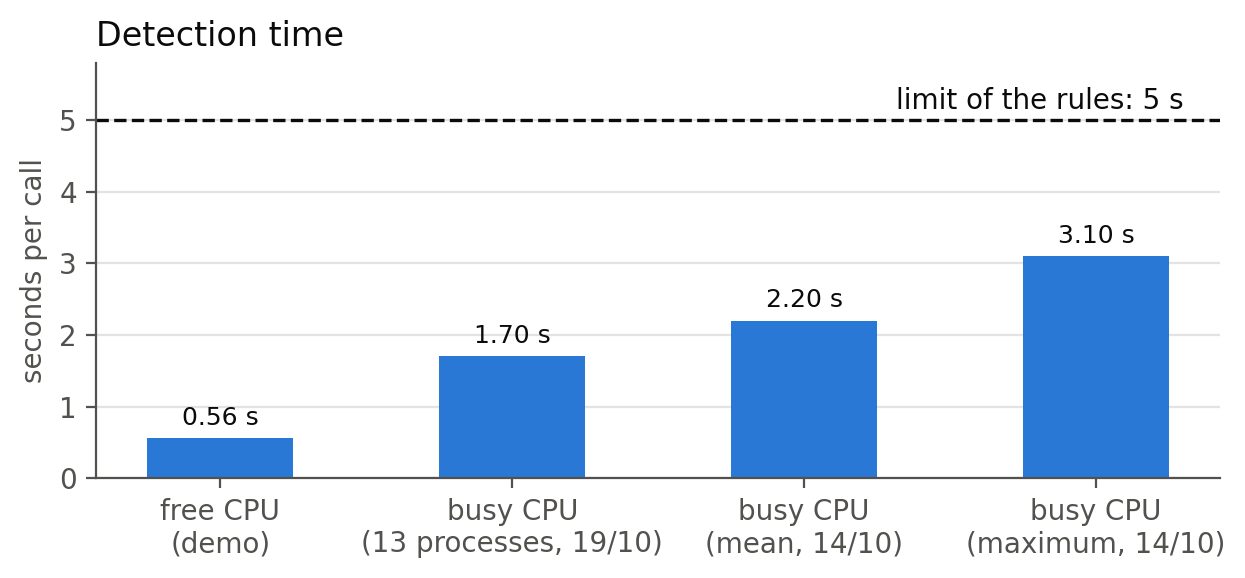 Detection time
limit of the rules: 5 s
seconds per call
5
4
3
2
1
0
0.56 s
1.70 s
2.20 s
3.10 s
free CPU
(demo)
busy CPU
(13 processes, 19/10)
busy CPU
(mean, 14/10)
busy CPU
(maximum, 14/10)